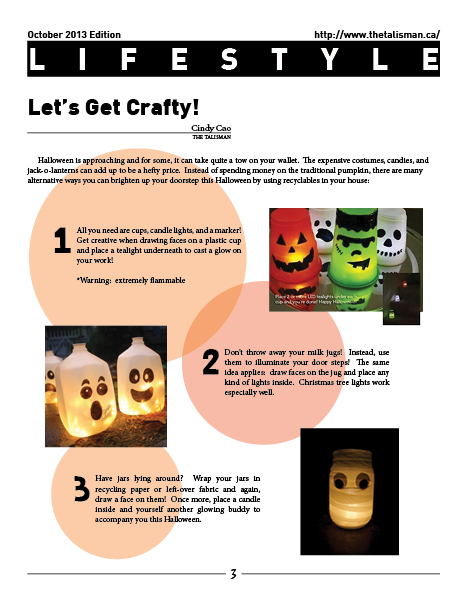 October 2013 Edition
http://www.thetalisman.ca/
LIFESTYLE
Let's Get Crafty!
Cindy Cao
THE TALISMAN
Halloween is approaching and for some, it can take quite a tow on your wallet. The expensive costumes, candies, and
jack-o-lanterns can add up to be a hefty price. Instead of spending money on the traditional pumpkin, there are many
alternative ways you can brighten up your doorstep this Halloween by using recyclables in your house:
1
All you need are cups, candle lights, and a marker!
Get creative when drawing faces on a plastic cup
and place a tealight underneath to cast a glow on
your work!
*Warning: extremely flammable
Place 2 or more LED tealights under each
cup and you're done! Happy Halloween
2
Don't throw away your milk jugs! Instead, use
them to illuminate your door steps! The same
idea applies: draw faces on the jug and place any
kind of lights inside. Christmas tree lights work
especially well.
3
Have jars lying around? Wrap your jars in
recycling paper or left-over fabric and again,
draw a face on them! Once more, place a candle
inside and yourself another glowing buddy to
accompany you this Halloween.
3